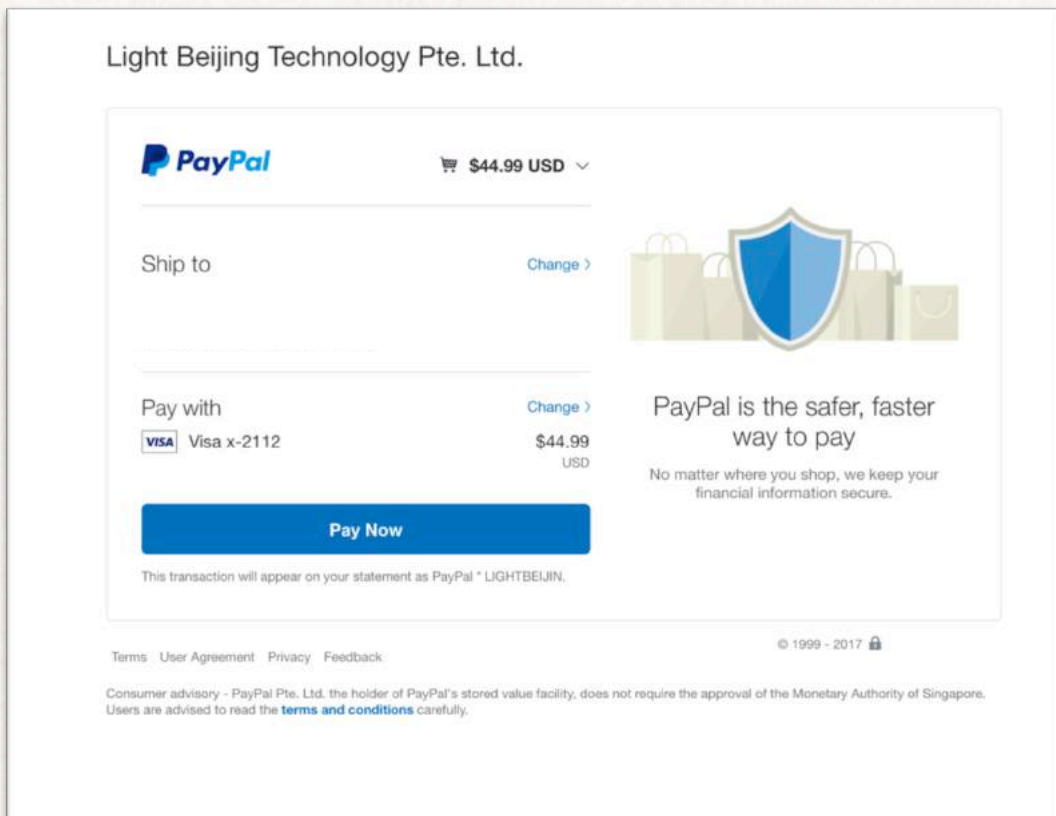 Light Beijing Technology Pte. Ltd.
PayPal
$44.99 USD
Ship to
Change >
Pay with
Change >
VISA Visa x-2112
$44.99
USD
Pay Now
This transaction will appear on your statement as PayPal * LIGHTBEIJIN.
PayPal is the safer, faster
way to pay
No matter where you shop, we keep your
financial information secure.
Terms User Agreement Privacy Feedback
© 1999 - 2017
Consumer advisory - PayPal Pte. Ltd. the holder of PayPal's stored value facility, does not require the approval of the Monetary Authority of Singapore.
Users are advised to read the terms and conditions carefully.